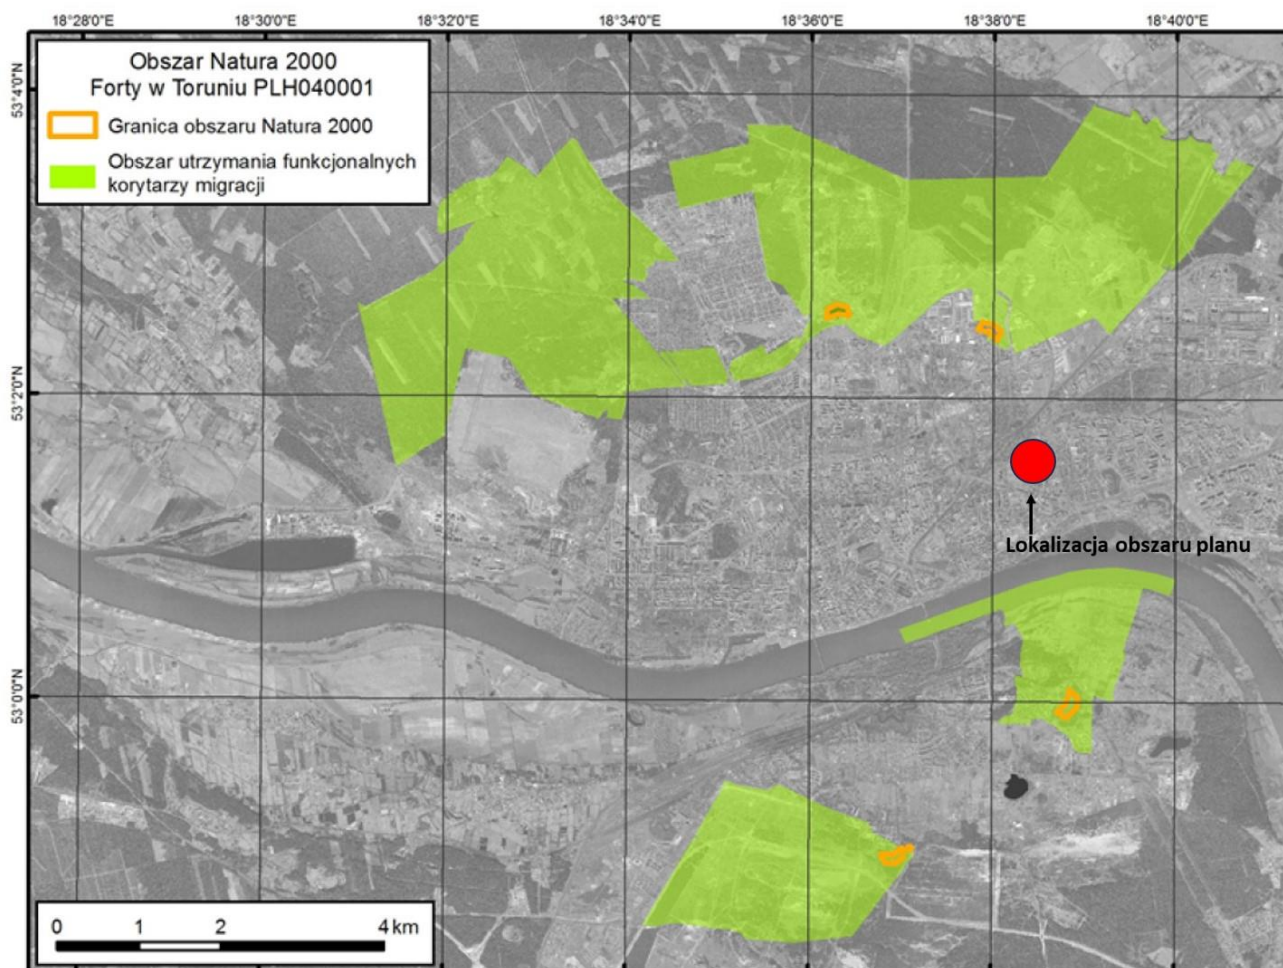 18°28'0"E 18°30'0"E 18°32'0"E 18°34'0"E 18°36'0"E 18°38'0"E 18°40'0"E
Obszar Natura 2000
Forty w Toruniu PLH040001
Granica obszaru Natura 2000
Obszar utrzymania funkcjonalnych
korytarzy migracji
53°4'0"N
53°2'0"N
Lokalizacja obszaru planu
53°0'0"N
0 1 2 4 km